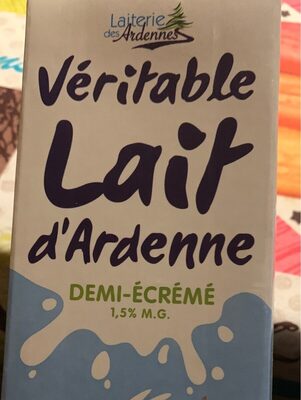 Laiterie
des Ardennes
Véritable
Lait
d'Ardenne
DEMI-ÉCRÉMÉ
1,5% M.G.